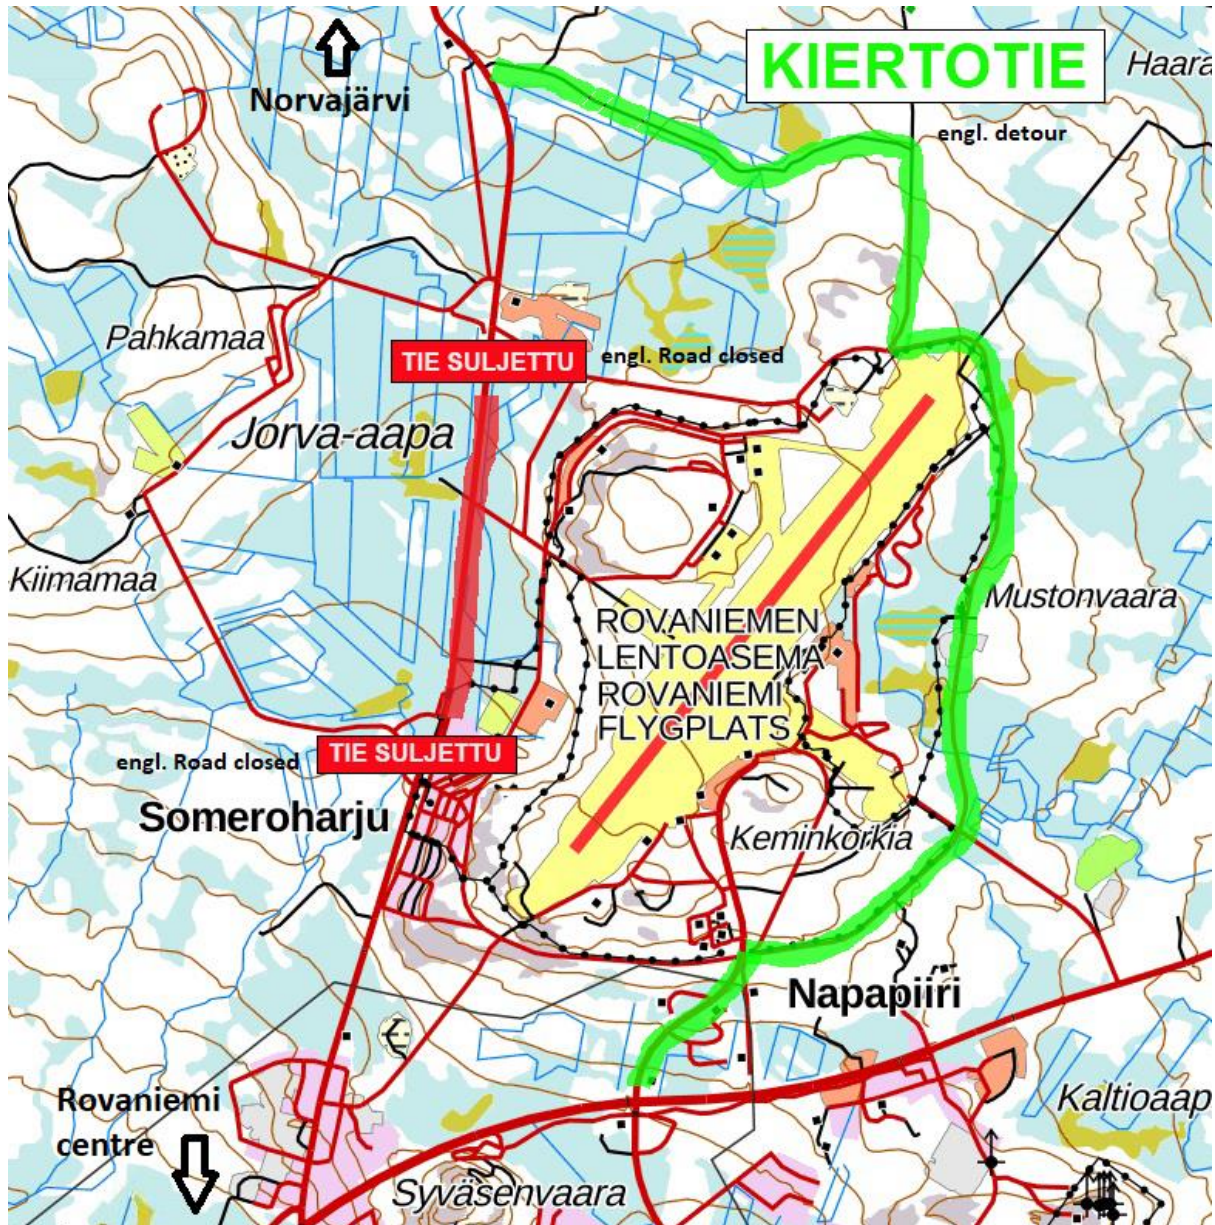 KIERTOTIE
Haara
Norvajärvi
engl. detour
Pahkamaa
TIE SULJETTU
engl. Road closed
Jorva-aapa
Kiimamaa
Mustonvaara
ROVANIEMEN
LENTOASEMA
ROVANIEMI
FLYGPLATS
TIE SULJETTU
engl. Road closed
Someroharju
Keminkorkia
Napapiiri
Rovaniemi
centre
Kaltioaap
Syväsenvaara